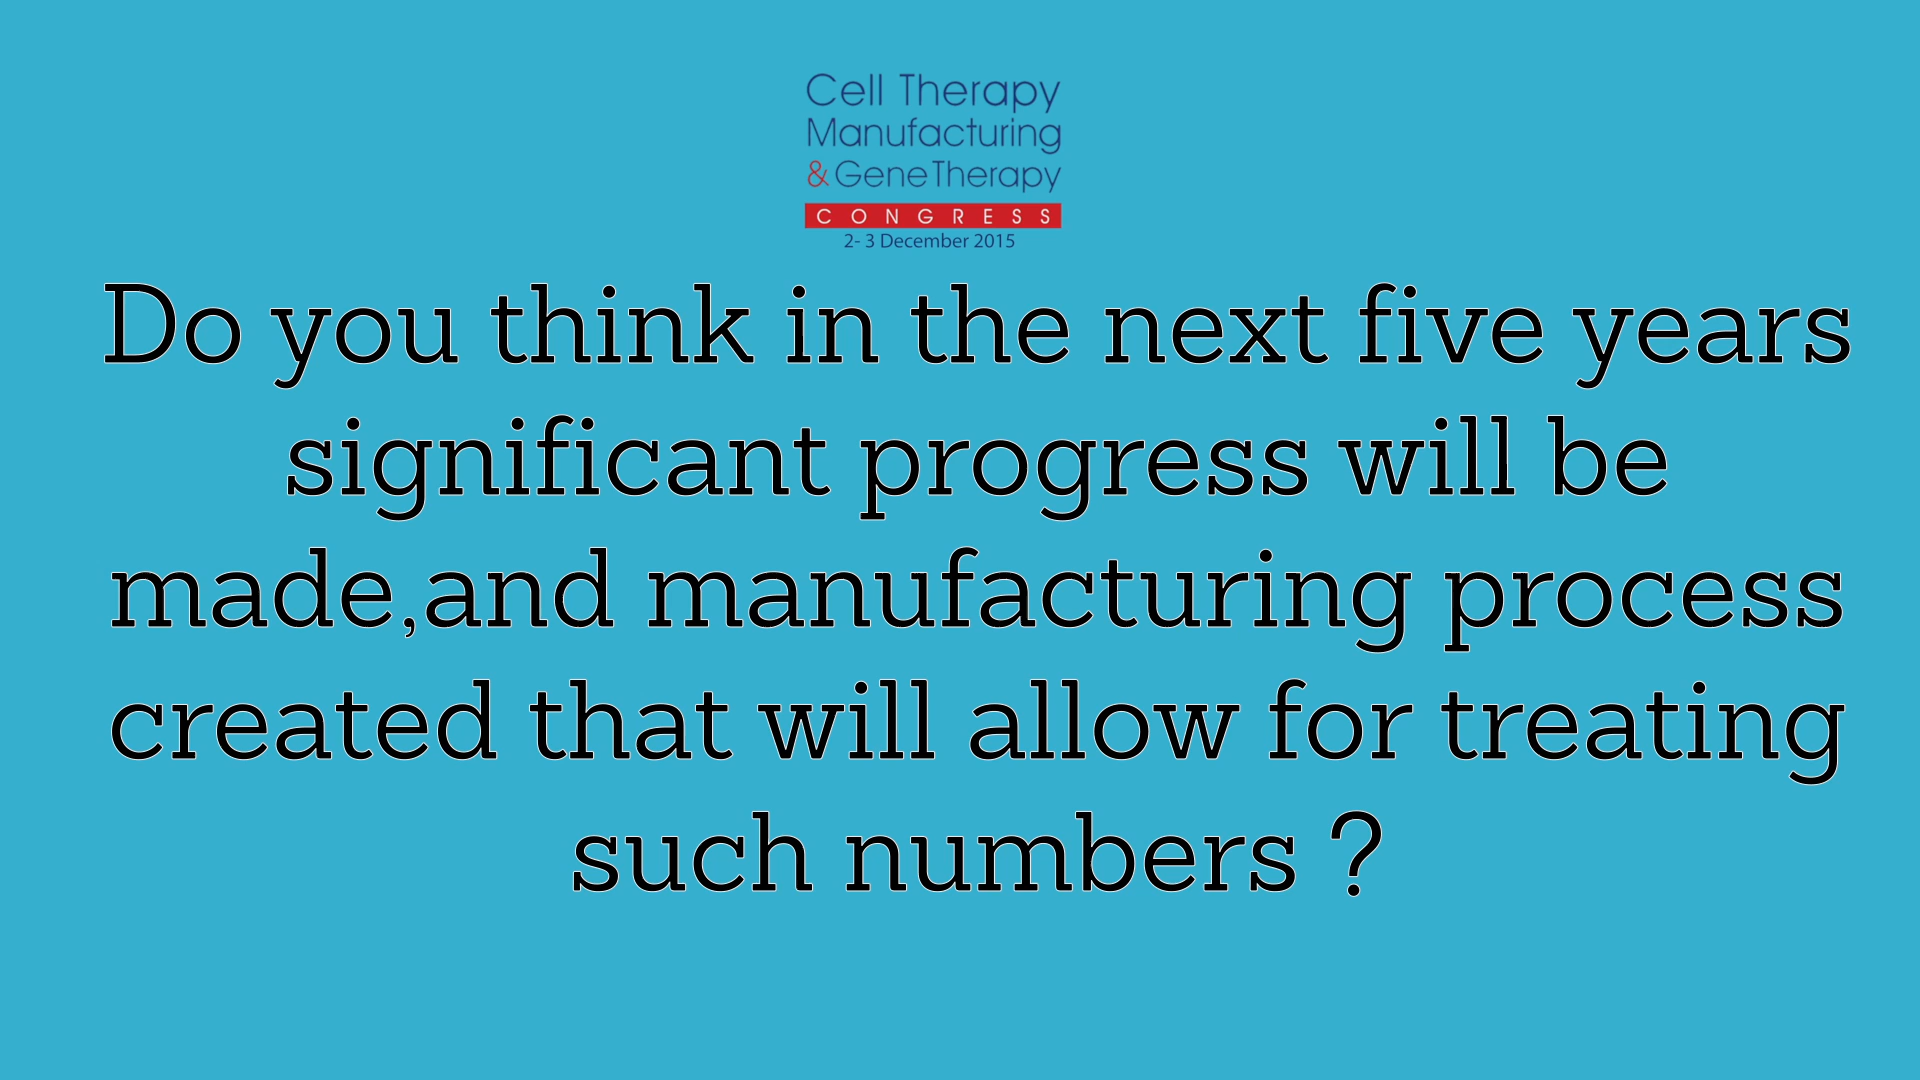 Cell Therapy
Manufacturing
& Gene Therapy
CONGRESS
2- 3 December 2015
Do you think in the next five years
significant progress will be
made,and manufacturing process
created that will allow for treating
such numbers ?